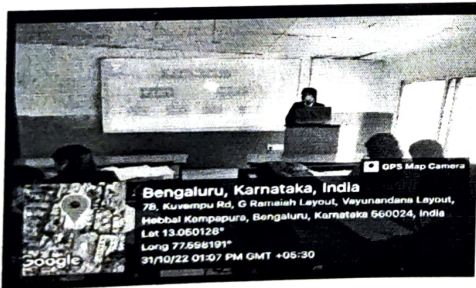 GPS Map Camera
Bengaluru, Karnataka, India
78, Kuvempu Rd, G Ramaiah Layout, Vayunandana Layout,
Hebbal Kempapura, Bengaluru, Karnataka 560024, India
Lat 13.050128°
Long 77.598191°
31/10/22 01:07 PM GMT +05:30
Google